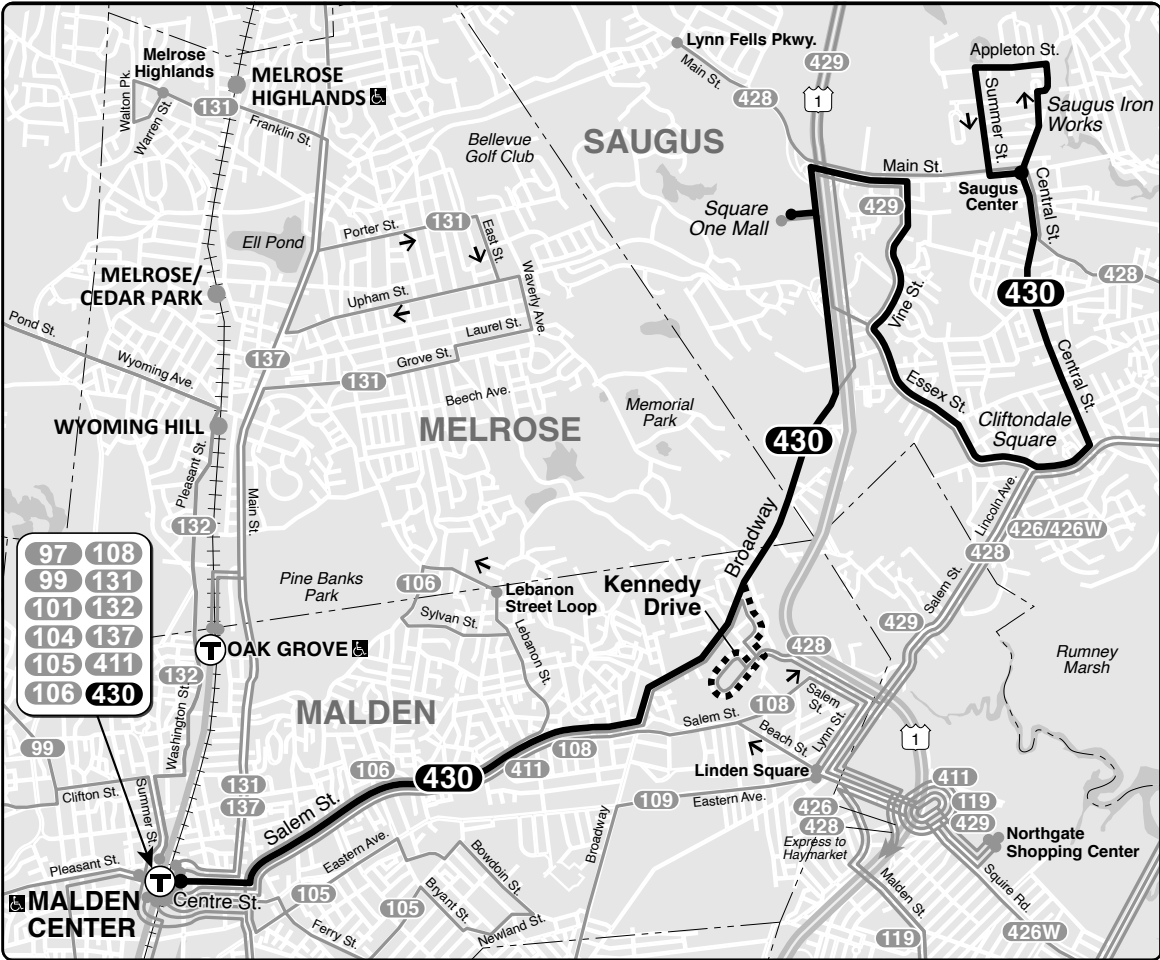 Melrose
Highlands
MELROSE
HIGHLANDS
131
Walton Pk.
Warren St.
Franklin St.
Lynn Fells Pkwy.
Main St.
428
429
1
Appleton St.
Summer St.
Saugus Iron
Works
SAUGUS
Bellevue
Golf Club
Main St.
Saugus
Center
Central St.
429
Square
One Mall
428
430
Ell Pond
Porter St.
131
East St.
Waverly Ave.
Upham St.
Laurel St.
Grove St.
131
Beech Ave.
MELROSE/
CEDAR PARK
Pond St.
Wyoming Ave.
137
Vine St.
Essex St.
Central St.
Cliftondale
Square
WYOMING HILL
MELROSE
Memorial
Park
430
Pleasant St.
132
Main St.
Lincoln Ave.
426/426W
428
97
108
99
131
101
132
104
137
105
411
106
430
Pine Banks
Park
106
Lebanon
Street Loop
Sylvan St.
Lebanon St.
Broadway
Kennedy
Drive
Salem St.
429
428
Rumney
Marsh
T
OAK GROVE
132
Washington St.
MALDEN
Salem St.
108
Salem
St.
Lynn St.
Beach St.
1
Linden Square
99
Clifton St.
Summer St.
131
137
106
430
411
108
Salem St.
109
Eastern Ave.
Broadway
411
119
429
426
428
Express to
Haymarket
Northgate
Shopping Center
Squire Rd.
426W
Malden St.
119
Pleasant St.
T
MALDEN
CENTER
Centre St.
Eastern Ave.
105
Ferry St.
105
Bryant St.
Bowdoin St.
Newland St.